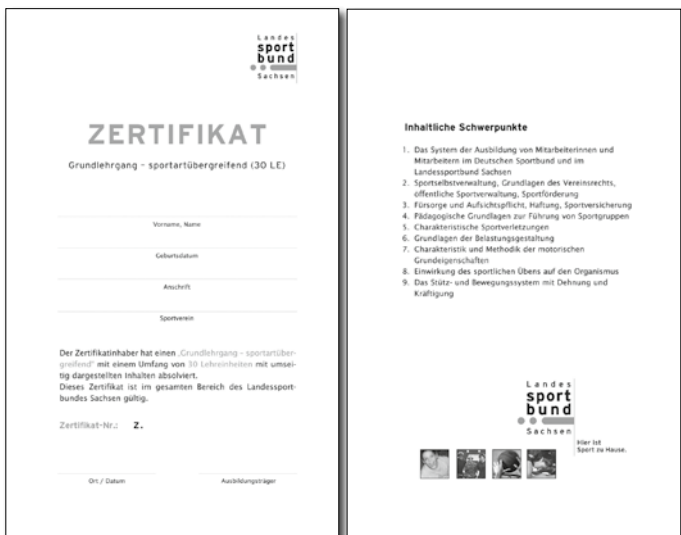 Landes
sport
bund
Sachsen
ZERTIFIKAT
Grundlehrgang – sportartübergreifend (30 LE)
Vorname, Name
Geburtsdatum
Anschrift
Sportverein
Der Zertifikatinhaber hat einen „Grundlehrgang – sportartüber-
greifend“ mit einem Umfang von 30 Lehreinheiten mit umsei-
tig dargestellten Inhalten absolviert.
Dieses Zertifikat ist im gesamten Bereich des Landessport-
bundes Sachsen gültig.
Zertifikat-Nr.: Z.
Ort / Datum
Ausbildungsträger
Inhaltliche Schwerpunkte
1. Das System der Ausbildung von Mitarbeiterinnen und
Mitarbeitern im Deutschen Sportbund und im
Landessportbund Sachsen
2. Sportselbstverwaltung, Grundlagen des Vereinsrechts,
öffentliche Sportverwaltung, Sportförderung
3. Fürsorge und Aufsichtspflicht, Haftung, Sportversicherung
4. Pädagogische Grundlagen zur Führung von Sportgruppen
5. Charakteristische Sportverletzungen
6. Grundlagen der Belastungsgestaltung
7. Charakteristik und Methodik der motorischen
Grundeigenschaften
8. Einwirkung des sportlichen Übens auf den Organismus
9. Das Stütz- und Bewegungssystem mit Dehnung und
Kräftigung
Landes
sport
bund
Sachsen
Hier ist
Sport zu Hause.